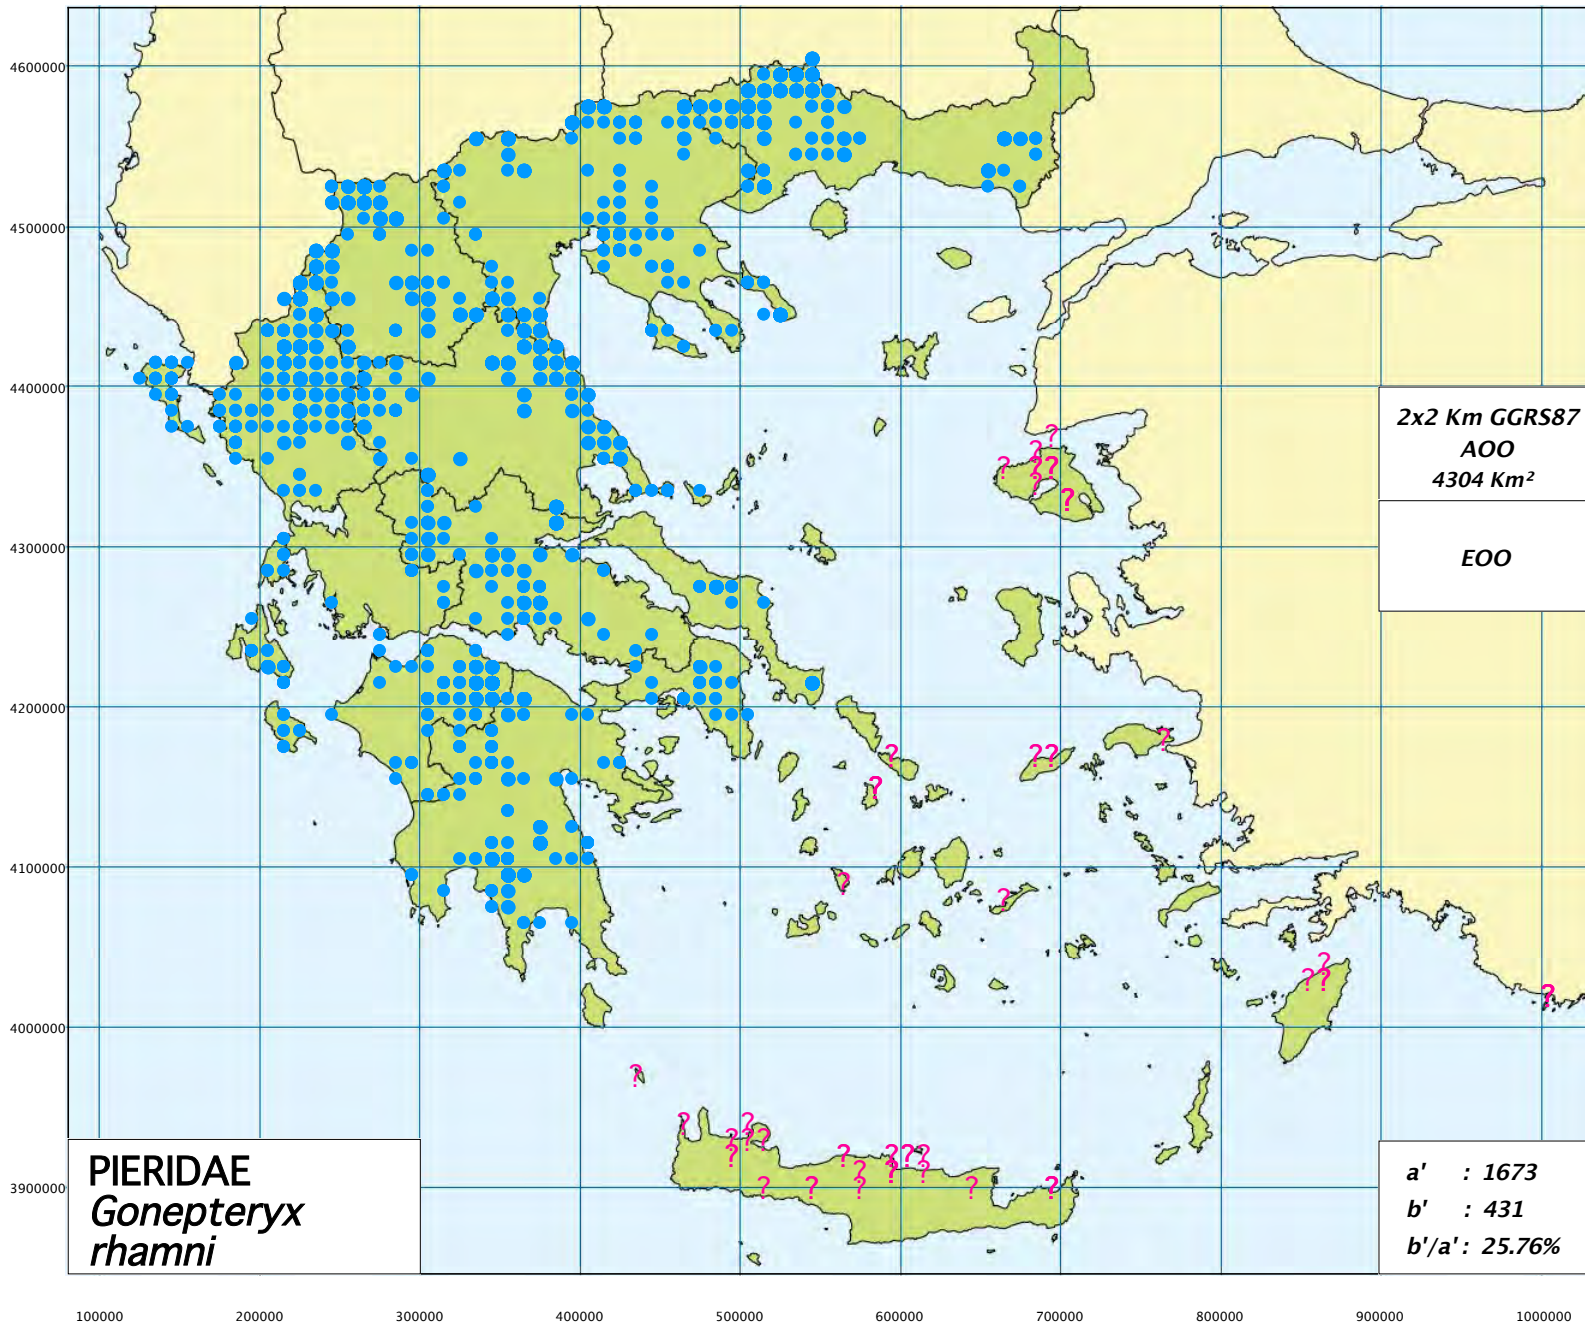 4600000
4500000
4400000
4300000
4200000
4100000
4000000
3900000
2x2 Km GGRS87
AOO
4304 Km²
EOO
? ? ? ? ? ? ? ?
? ? ? ? ?
? ?
? ? ? ?
?
? ? ? ? ? ? ? ? ? ? ? ? ? ? ? ? ? ? ?
PIERIDAE
Gonepteryx
rhamni
a' : 1673
b' : 431
b'/a' : 25.76%
100000 200000 300000 400000 500000 600000 700000 800000 900000 1000000